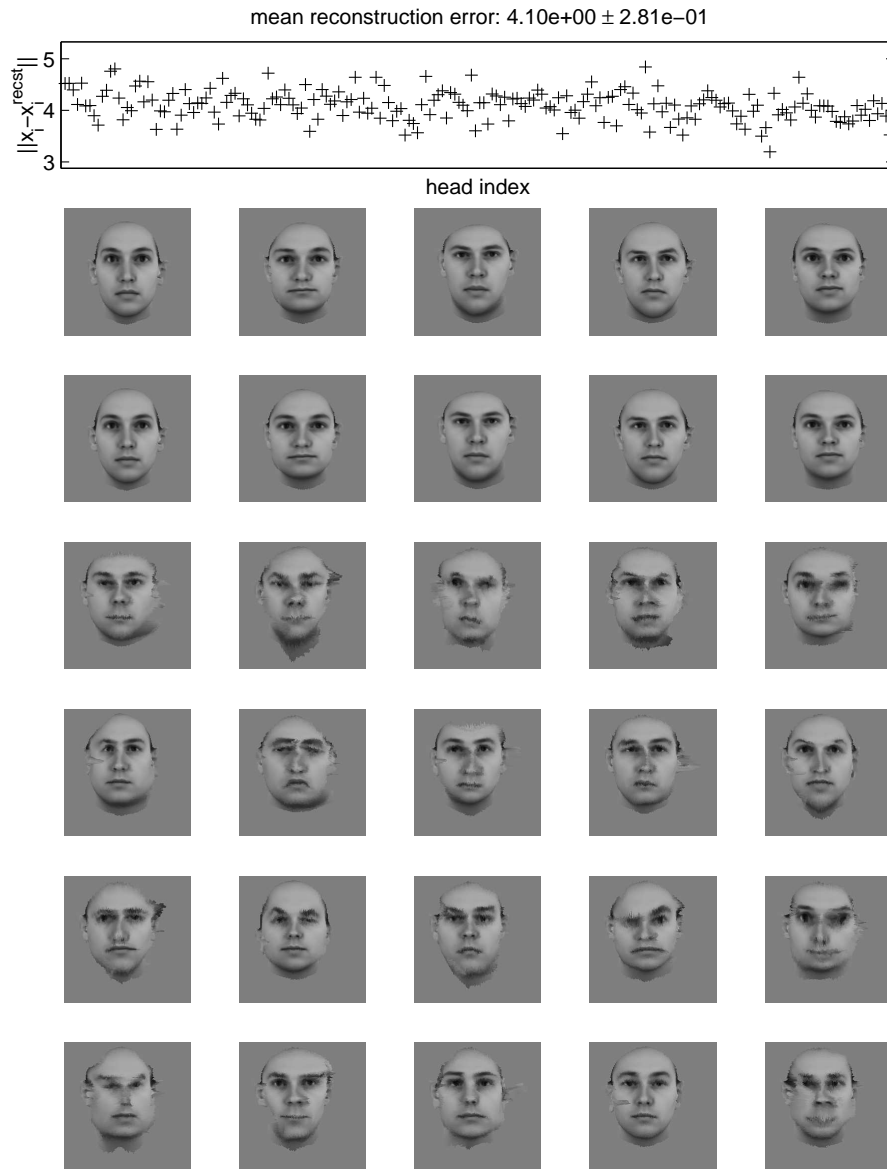 mean reconstruction error: 4.10e+00 ± 2.81e−01
5
4
3
||x_i−x_i^recst||
head index